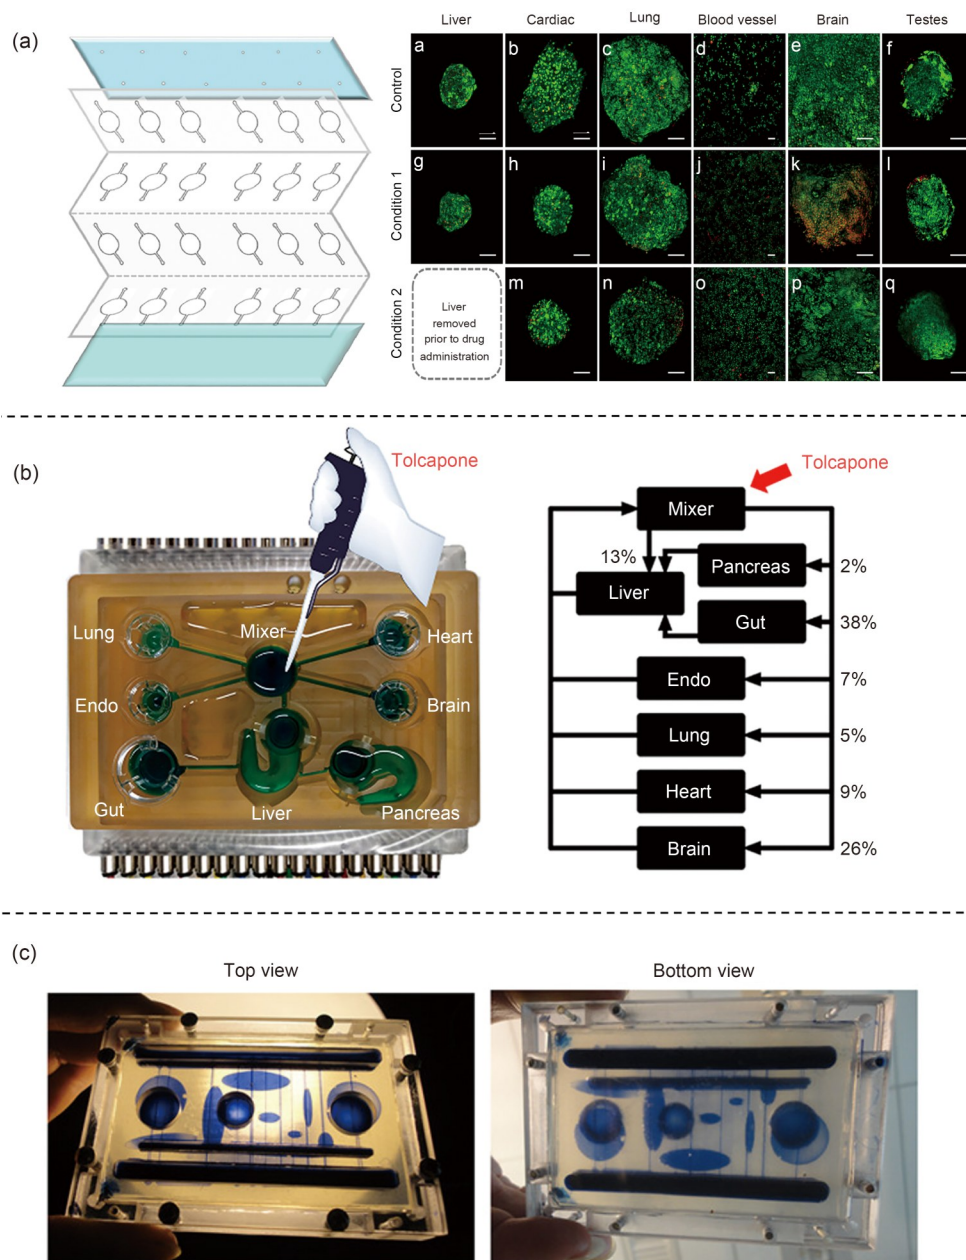 (a)
Liver
Cardiac
Lung
Blood vessel
Brain
Testes
Control
a
b
c
d
e
f
Condition 1
g
h
i
j
k
l
Condition 2
Liver
removed
prior to drug
administration
m
n
o
p
q
(b)
Tolcapone
Lung
Mixer
Heart
Endo
Brain
Gut
Liver
Pancreas
Tolcapone
Mixer
13%
Pancreas
2%
Liver
Gut
38%
Endo
7%
Lung
5%
Heart
9%
Brain
26%
(c)
Top view
Bottom view